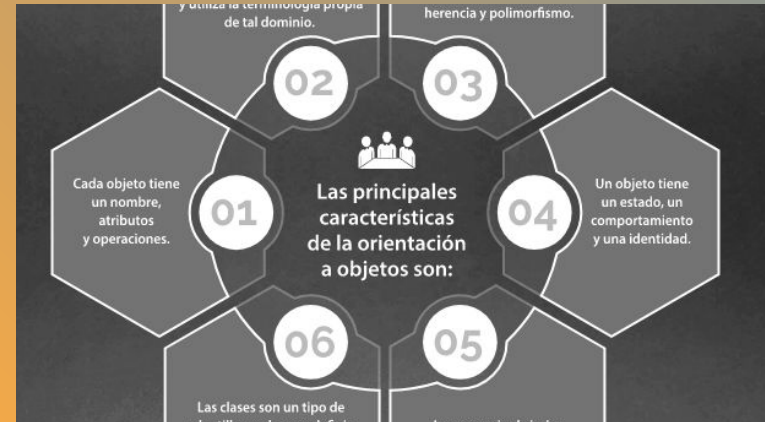 y utiliza la terminología propia
de tal dominio.
02
herencia y polimorfismo.
03
Cada objeto tiene
un nombre,
atributos
y operaciones.
01
Las principales
características
de la orientación
a objetos son:
Un objeto tiene
un estado, un
comportamiento
y una identidad.
04
06
Las clases son un tipo de
05